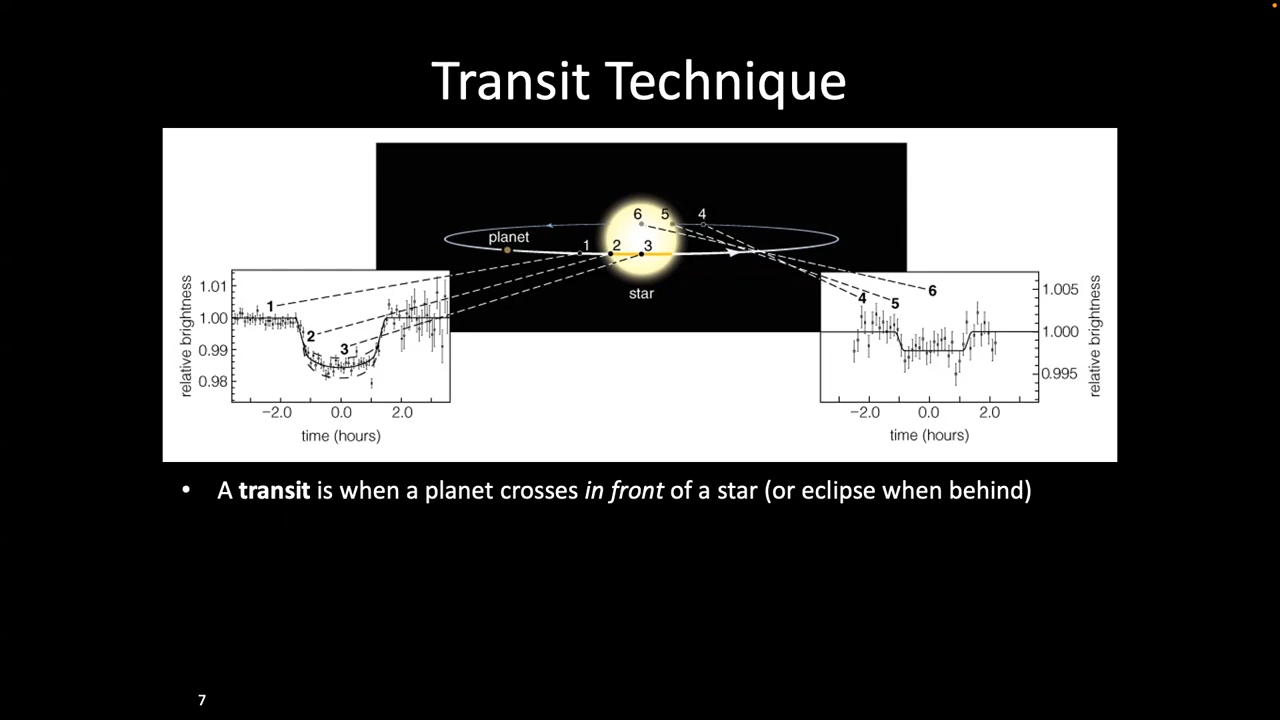 Transit Technique
6 5 4
planet
1 2 3
star
relative brightness
1.01
1.00
0.99
0.98
1
2
3
−2.0 0.0 2.0
time (hours)
4 5 6
1.005
1.000
0.995
relative brightness
−2.0 0.0 2.0
time (hours)
• A transit is when a planet crosses in front of a star (or eclipse when behind)
7